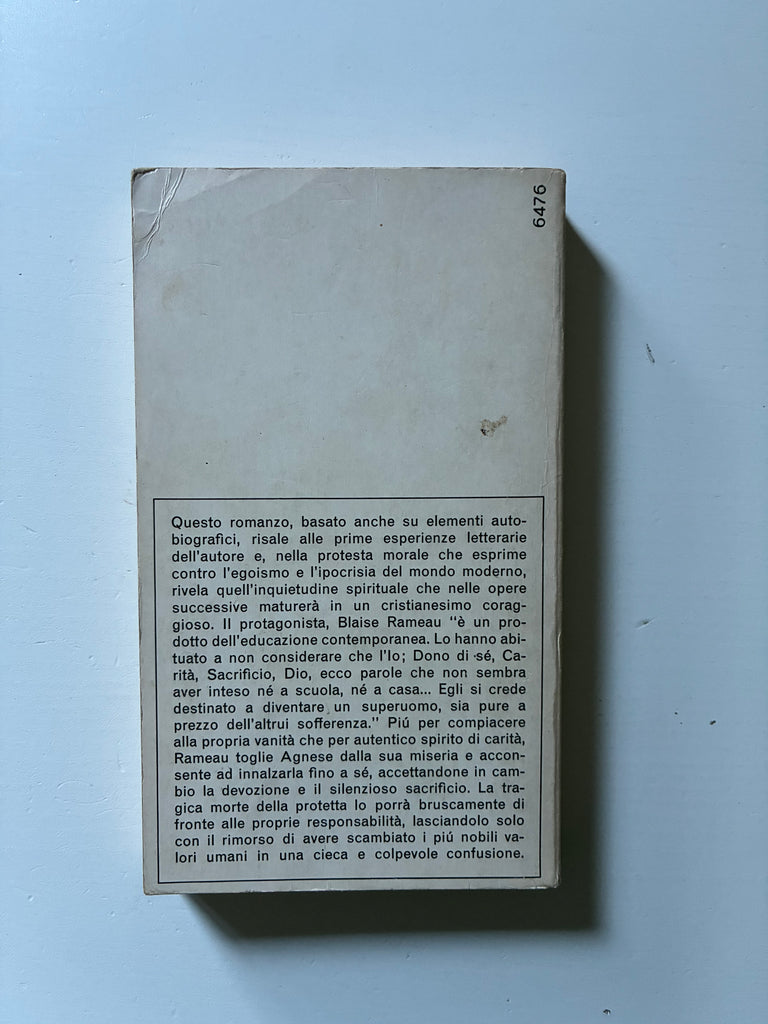 6476
Questo romanzo, basato anche su elementi auto-
biografici, risale alle prime esperienze letterarie
dell'autore e, nella protesta morale che esprime
contro l'egoismo e l'ipocrisia del mondo moderno,
rivela quell'inquietudine spirituale che nelle opere
successive maturerà in un cristianesimo corag-
gioso. Il protagonista, Blaise Rameau "è un pro-
dotto dell'educazione contemporanea. Lo hanno abi-
tuato a non considerare che l'Io; Dono di sé, Ca-
rità, Sacrificio, Dio, ecco parole che non sembra
aver inteso né a scuola, né a casa... Egli si crede
destinato a diventare un superuomo, sia pure a
prezzo dell'altrui sofferenza." Piú per compiacere
alla propria vanità che per autentico spirito di carità,
Rameau toglie Agnese dalla sua miseria e accon-
sente ad innalzarla fino a sé, accettandone in cam-
bio la devozione e il silenzioso sacrificio. La tra-
gica morte della protetta lo porrà bruscamente di
fronte alle proprie responsabilità, lasciandolo solo
con il rimorso di avere scambiato i piú nobili va-
lori umani in una cieca e colpevole confusione.